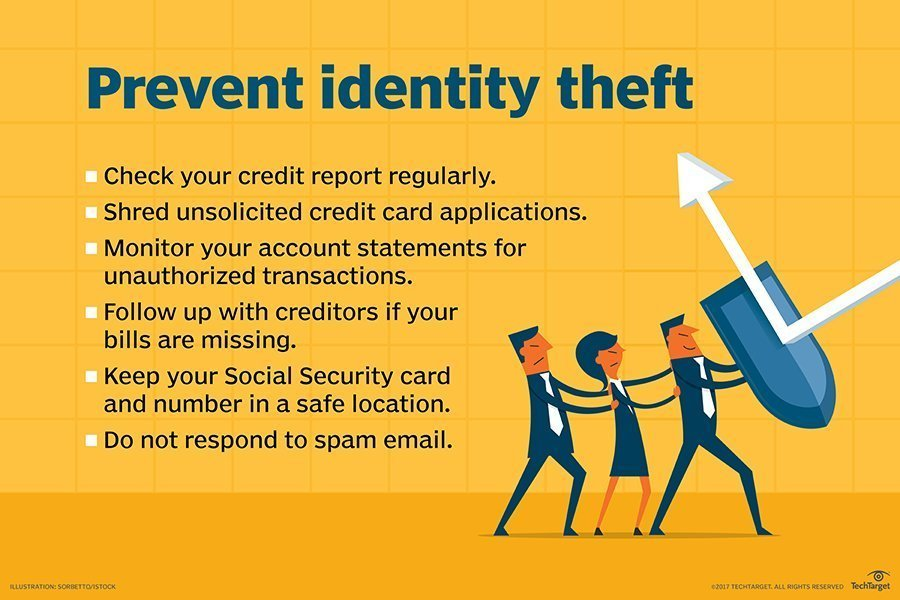 Prevent identity theft
Check your credit report regularly.
Shred unsolicited credit card applications.
Monitor your account statements for
unauthorized transactions.
Follow up with creditors if your
bills are missing.
Keep your Social Security card
and number in a safe location.
Do not respond to spam email.
ILLUSTRATION: SORBETTO/ISTOCK
©2017 TECHTARGET. ALL RIGHTS RESERVED
TechTarget